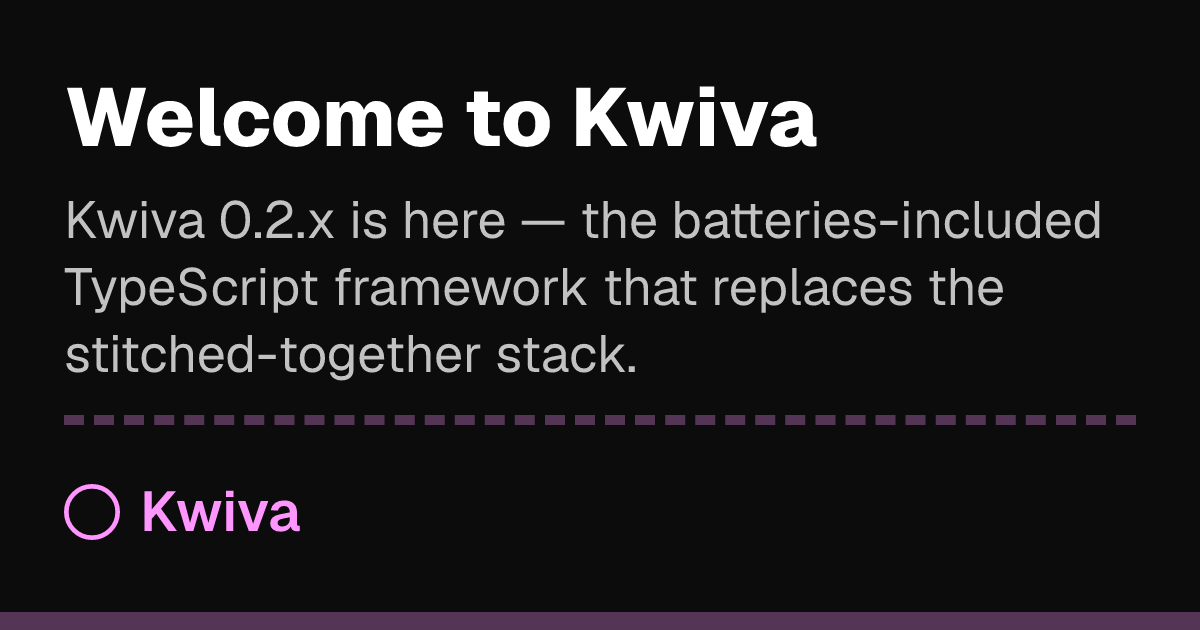 Welcome to Kwiva
Kwiva 0.2.x is here — the batteries-included
TypeScript framework that replaces the
stitched-together stack.
Kwiva